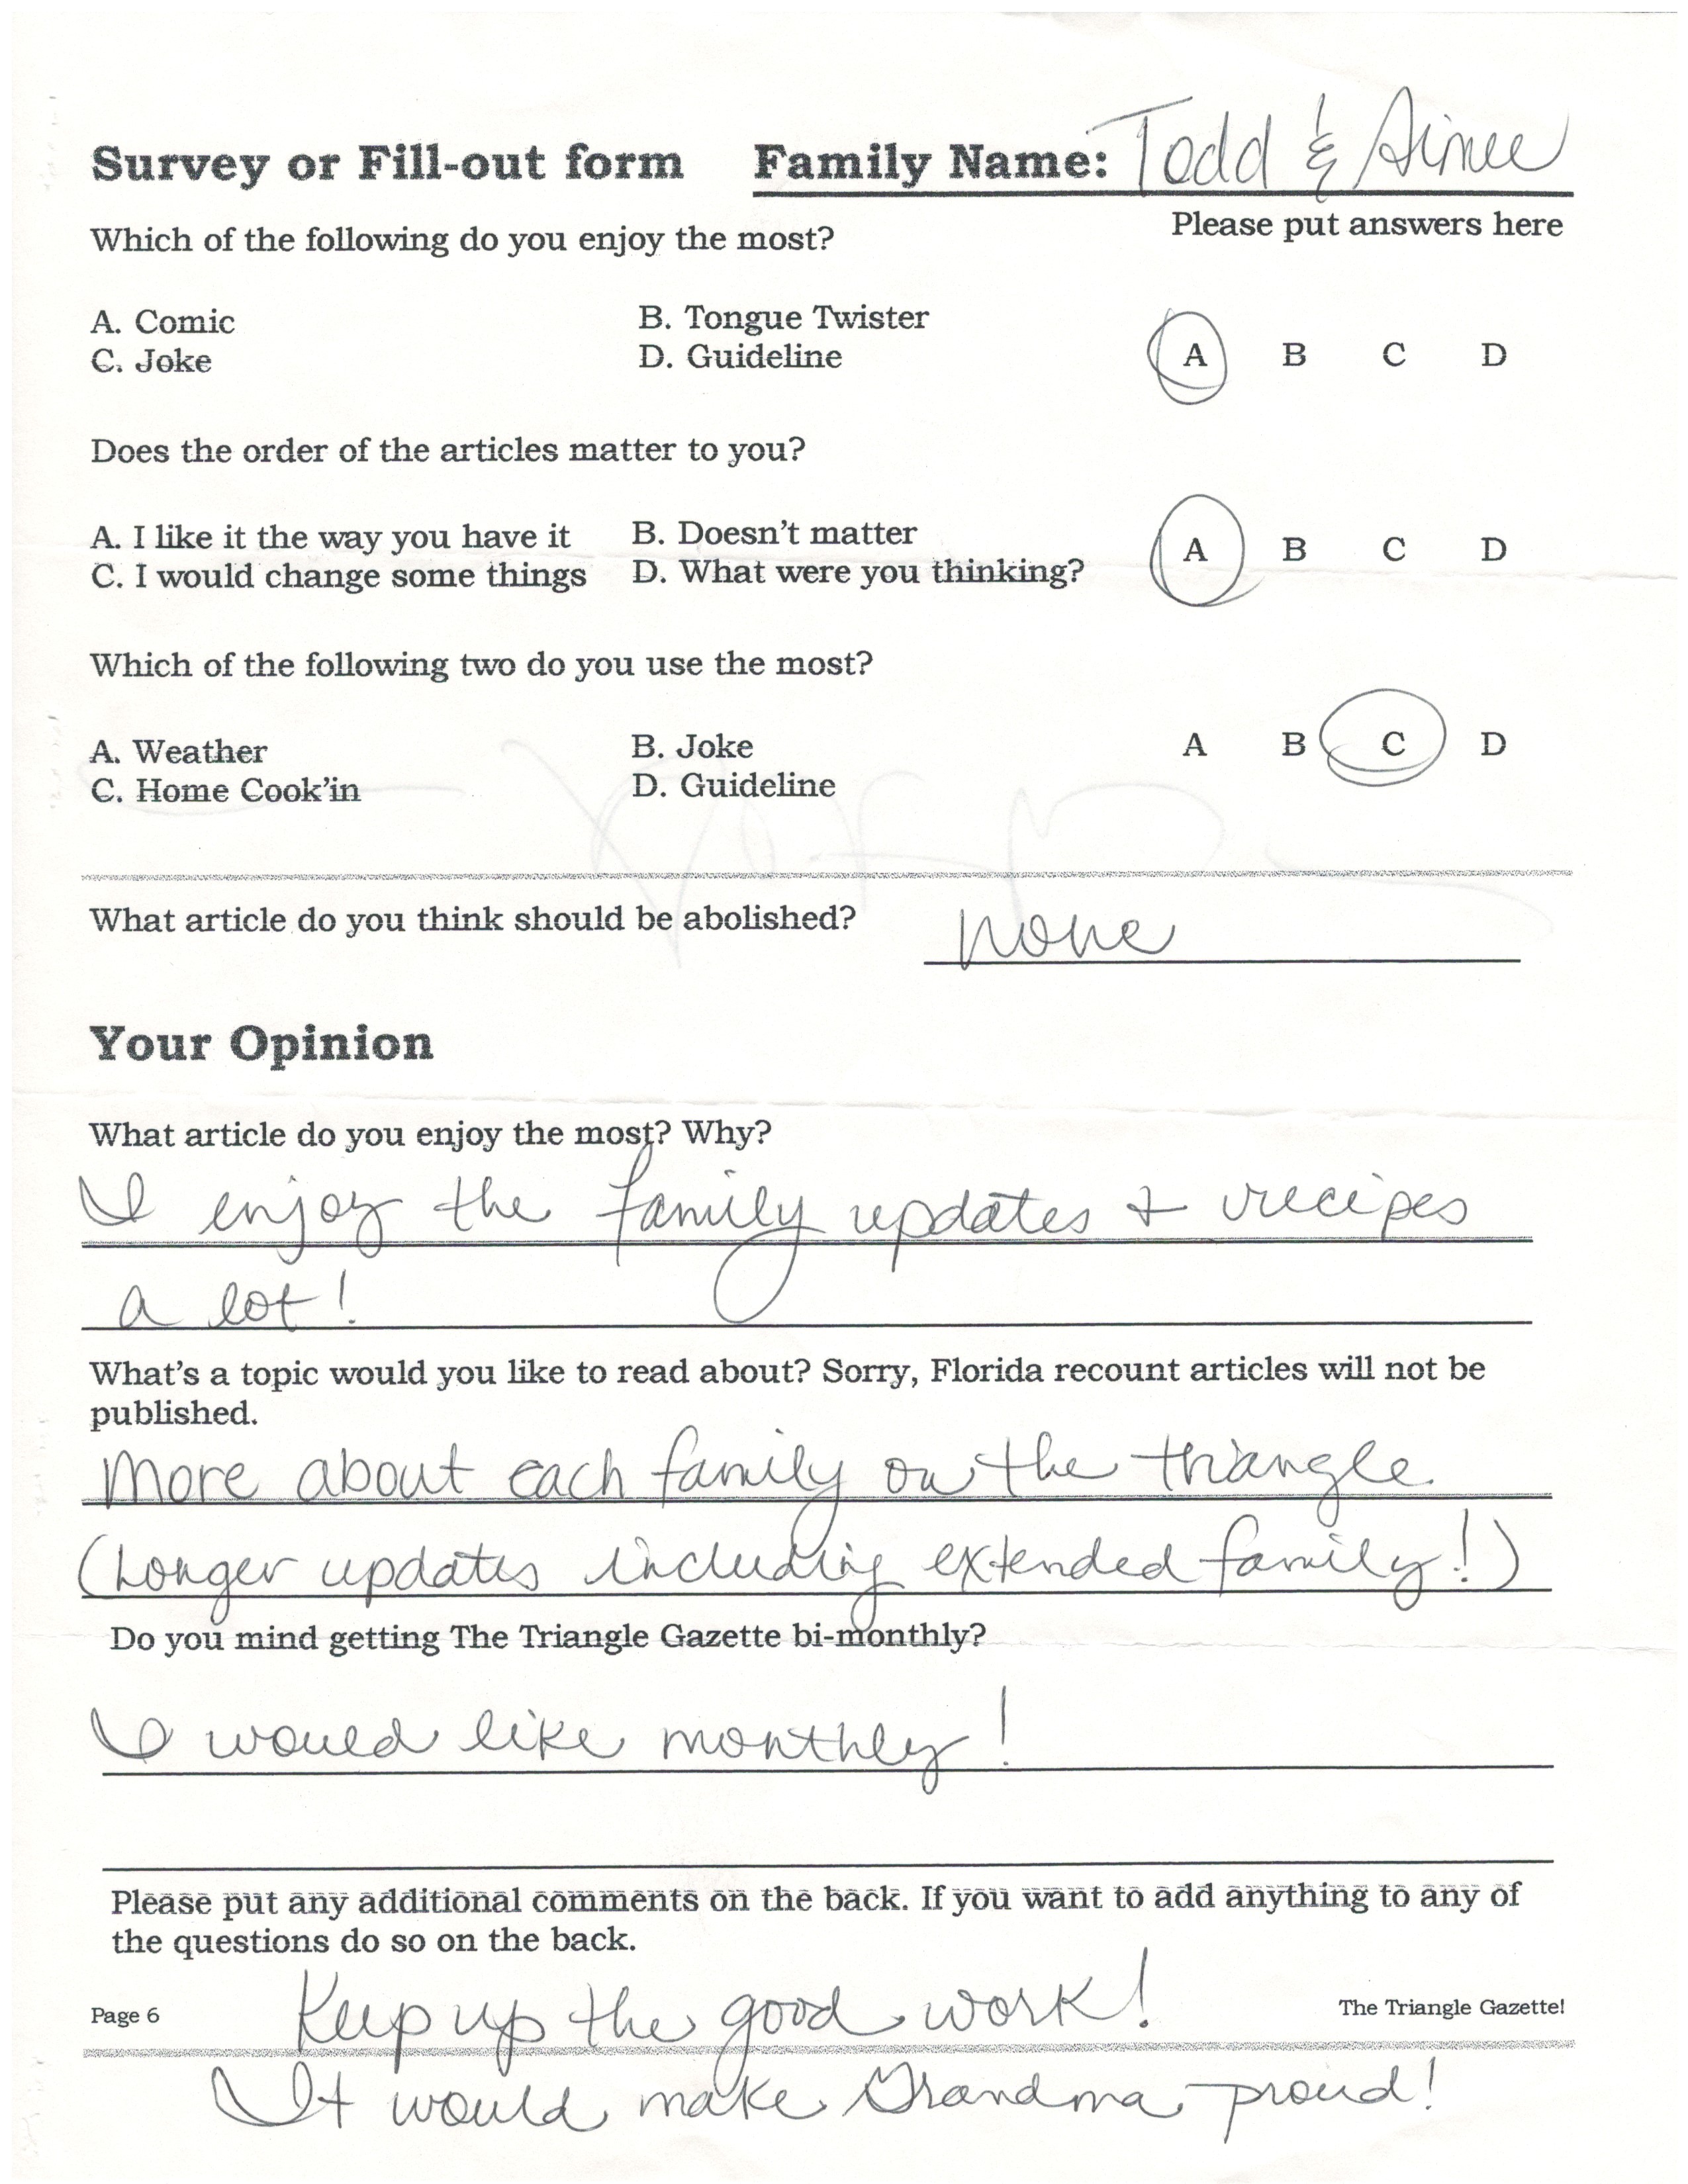 Survey or Fill-out form Family Name: Todd & Aimee
Please put answers here
Which of the following do you enjoy the most?
A. Comic B. Tongue Twister
C. Joke D. Guideline
A B C D
Does the order of the articles matter to you?
A. I like it the way you have it B. Doesn't matter
C. I would change some things D. What were you thinking?
A B C D
Which of the following two do you use the most?
A. Weather B. Joke
C. Home Cook'in D. Guideline
A B C D
What article do you think should be abolished? none
Your Opinion
What article do you enjoy the most? Why?
I enjoy the family updates & recipes
a lot!
What's a topic would you like to read about? Sorry, Florida recount articles will not be
published.
More about each family on the triangle.
(Longer updates including extended family!)
Do you mind getting The Triangle Gazette bi-monthly?
I would like monthly!
Please put any additional comments on the back. If you want to add anything to any of
the questions do so on the back.
Keep up the good work!
Page 6 The Triangle Gazette!
It would make Grandma proud!